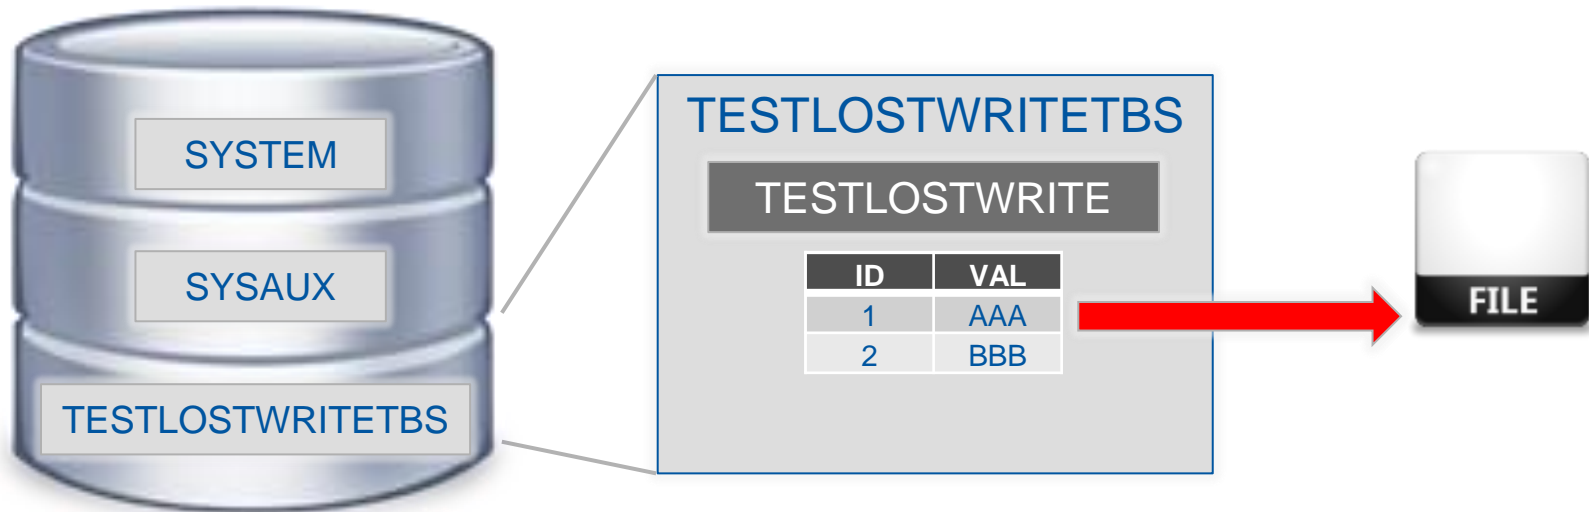 SYSTEM
SYSAUX
TESTLOSTWRITETBS
TESTLOSTWRITETBS
TESTLOSTWRITE
ID VAL
1 AAA
2 BBB
FILE